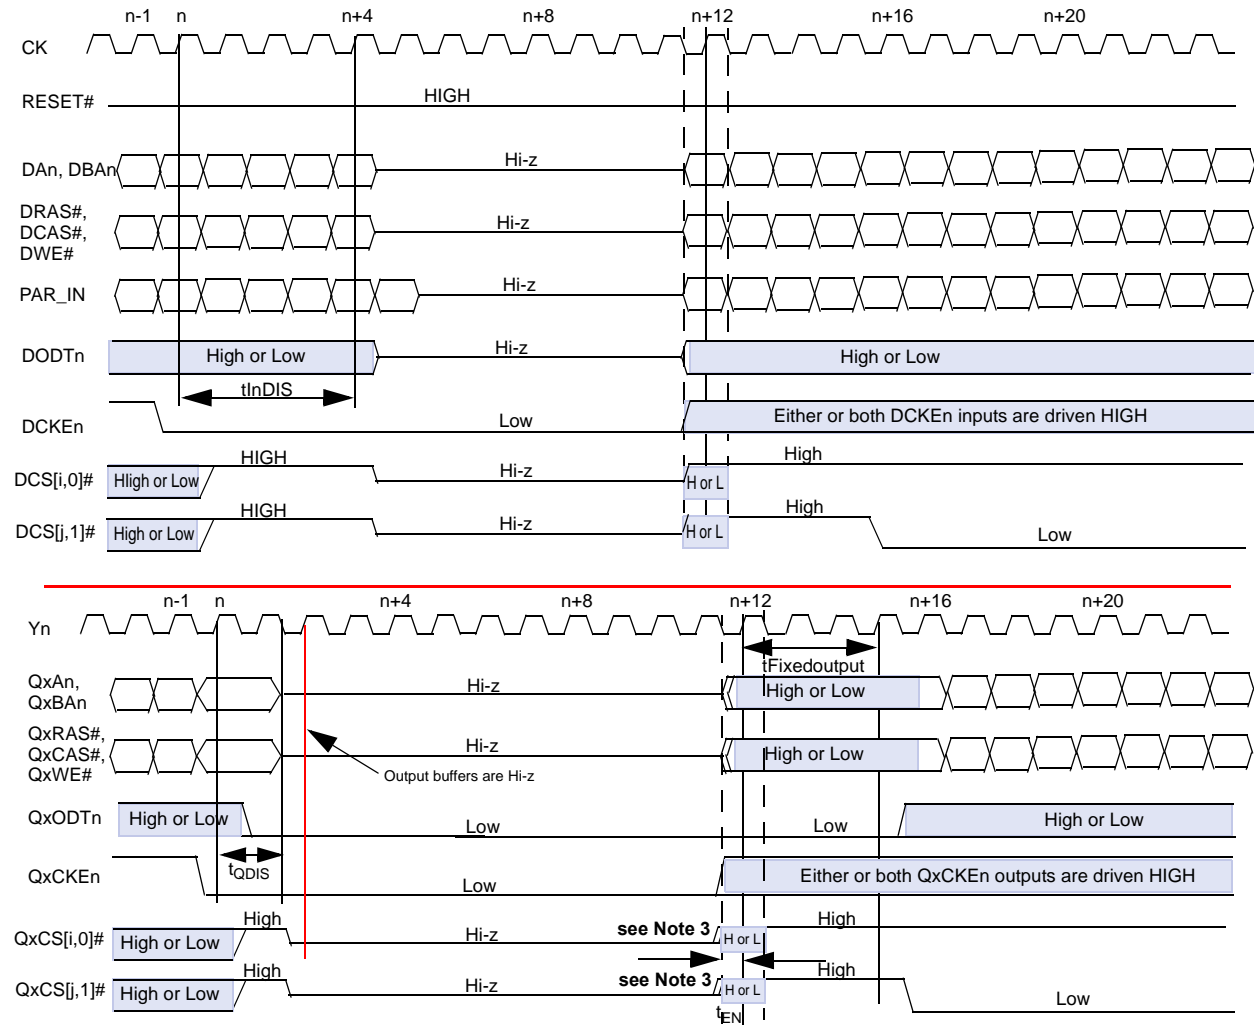 n-1 n n+4 n+8 n+12 n+16 n+20
CK
RESET# HIGH
DAn, DBAn Hi-z
DRAS#,
DCAS#, Hi-z
DWE#
PAR_IN Hi-z
DODTn High or Low Hi-z High or Low
tInDIS
DCKEn Low Either or both DCKEn inputs are driven HIGH
DCS[i,0]# HIigh or Low HIGH Hi-z H or L High
DCS[j,1]# High or Low HIGH Hi-z H or L High Low
n-1 n n+4 n+8 n+12 n+16 n+20
Yn
tFixedoutput
QxAn,
QxBAn Hi-z High or Low
QxRAS#,
QxCAS#, Hi-z High or Low
QxWE#
Output buffers are Hi-z
QxODTn High or Low Low Low High or Low
tQDIS
QxCKEn Low Either or both QxCKEn outputs are driven HIGH
QxCS[i,0]# High or Low High Hi-z see Note 3 H or L High
QxCS[j,1]# High or Low High Hi-z see Note 3 H or L High Low
tEN